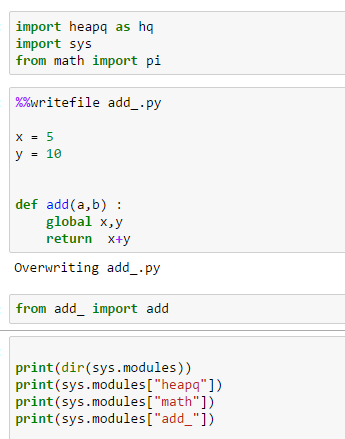 import heapq as hq
import sys
from math import pi
%%writefile add_.py
x = 5
y = 10
def add(a,b) :
    global x,y
    return  x+y
Overwriting add_.py
from add_ import add
print(dir(sys.modules))
print(sys.modules["heapq"])
print(sys.modules["math"])
print(sys.modules["add_"])